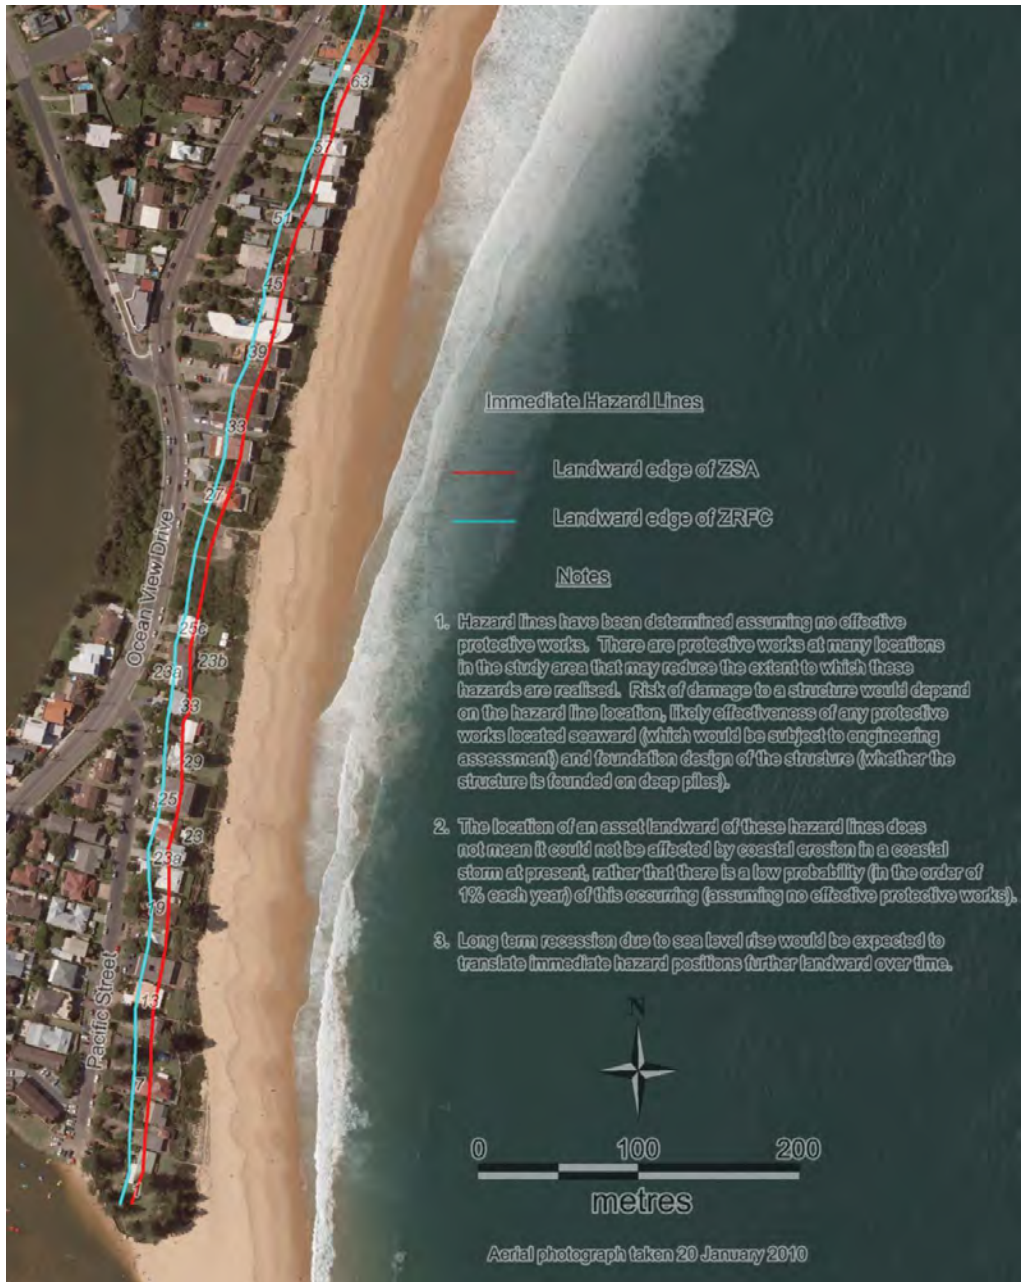 63
57
51
45
39
33
27
Ocean View Drive
25c
23b
23a
33
29
25
23
23a
19
13
Pacific Street
7
1
Immediate Hazard Lines
Landward edge of ZSA
Landward edge of ZRFC
Notes
1. Hazard lines have been determined assuming no effective
protective works. There are protective works at many locations
in the study area that may reduce the extent to which these
hazards are realised. Risk of damage to a structure would depend
on the hazard line location, likely effectiveness of any protective
works located seaward (which would be subject to engineering
assessment) and foundation design of the structure (whether the
structure is founded on deep piles).
2. The location of an asset landward of these hazard lines does
not mean it could not be affected by coastal erosion in a coastal
storm at present, rather that there is a low probability (in the order of
1% each year) of this occurring (assuming no effective protective works).
3. Long term recession due to sea level rise would be expected to
translate immediate hazard positions further landward over time.
N
0 100 200
metres
Aerial photograph taken 20 January 2010